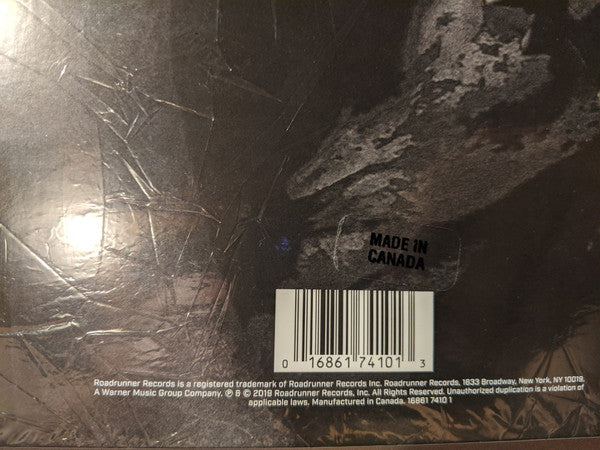 MADE IN
CANADA
0 16861 74101 3
Roadrunner Records is a registered trademark of Roadrunner Records Inc. Roadrunner Records, 1633 Broadway, New York, NY 10019,
A Warner Music Group Company. ℗ & © 2019 Roadrunner Records, Inc. All Rights Reserved. Unauthorized duplication is a violation of
applicable laws. Manufactured in Canada. 16861 7410 1